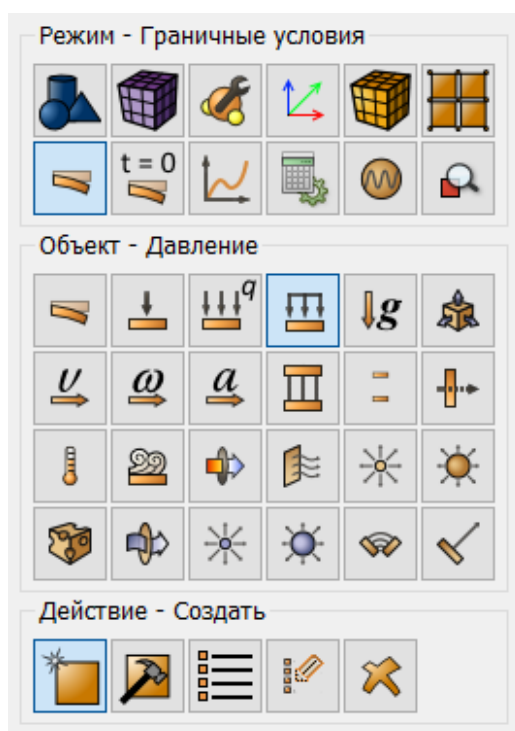 Режим - Граничные условия
t = 0
Объект - Давление
q
g
v ω a
Действие - Создать